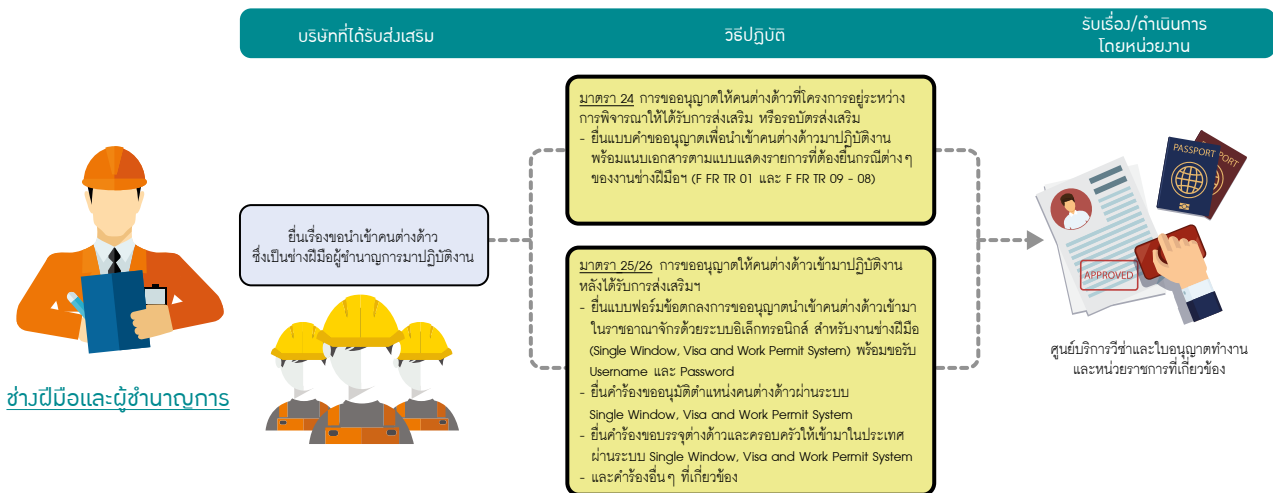 บริษัทที่ได้รับส่งเสริม
วิธีปฏิบัติ
รับเรื่อง/ดำเนินการ
โดยหน่วยงาน
ช่างฝีมือและผู้ชำนาญการ
ยื่นเรื่องขอนำเข้าคนต่างด้าว
ซึ่งเป็นช่างฝีมือผู้ชำนาญการมาปฏิบัติงาน
มาตรา 24 การขออนุญาตให้คนต่างด้าวที่โครงการอยู่ระหว่าง
การพิจารณาให้ได้รับการส่งเสริม หรือรอบัตรส่งเสริม
- ยื่นแบบคำขออนุญาตเพื่อนำเข้าคนต่างด้าวมาปฏิบัติงาน
พร้อมแนบเอกสารตามแบบแสดงรายการที่ต้องยื่นกรณีต่างๆ
ของงานช่างฝีมือฯ (F FR TR 01 และ F FR TR 09 - 08)
มาตรา 25/26 การขออนุญาตให้คนต่างด้าวเข้ามาปฏิบัติงาน
หลังได้รับการส่งเสริมฯ
- ยื่นแบบฟอร์มข้อตกลงการขออนุญาตนำเข้าคนต่างด้าวเข้ามา
ในราชอาณาจักรด้วยระบบอิเล็กทรอนิกส์ สำหรับงานช่างฝีมือ
(Single Window, Visa and Work Permit System) พร้อมขอรับ
Username และ Password
- ยื่นคำร้องขออนุมัติตำแหน่งคนต่างด้าวผ่านระบบ
Single Window, Visa and Work Permit System
- ยื่นคำร้องขอบรรจุต่างด้าวและครอบครัวให้เข้ามาในประเทศ
ผ่านระบบ Single Window, Visa and Work Permit System
- และคำร้องอื่นๆ ที่เกี่ยวข้อง
PASSPORT
PORT
APPROVED
ศูนย์บริการวีซ่าและใบอนุญาตทำงาน
และหน่วยราชการที่เกี่ยวข้อง